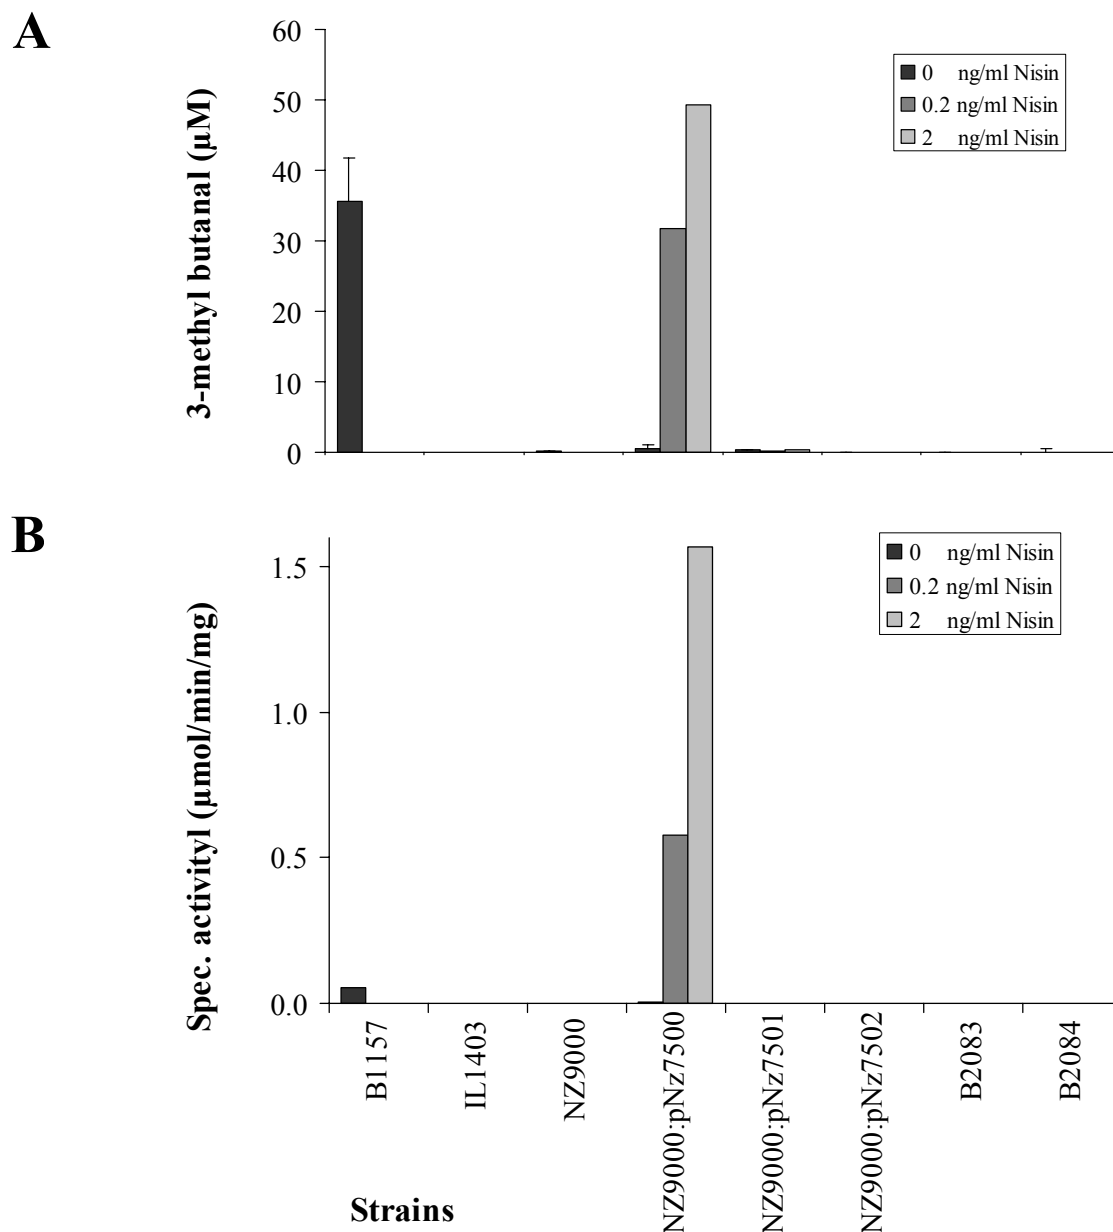 A
3-methyl butanal (µM)
60
50
40
30
20
10
0
0 ng/ml Nisin
0.2 ng/ml Nisin
2 ng/ml Nisin
B
Spec. activityl (µmol/min/mg)
1.5
1.0
0.5
0.0
0 ng/ml Nisin
0.2 ng/ml Nisin
2 ng/ml Nisin
B1157
IL1403
NZ9000
NZ9000:pNz7500
NZ9000:pNz7501
NZ9000:pNz7502
B2083
B2084
Strains